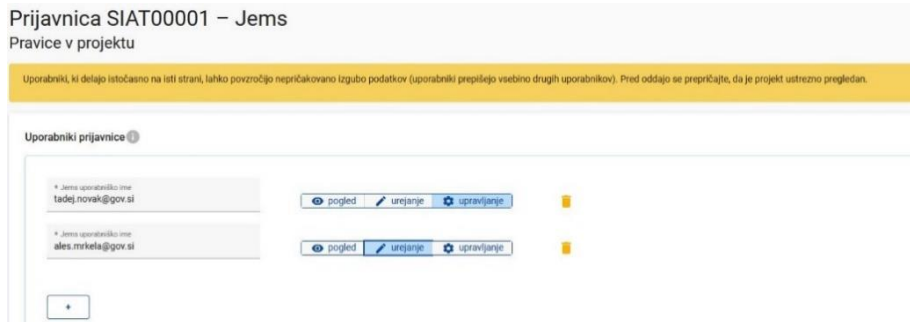 Prijavnica SIAT00001 – Jems
Pravice v projektu
Uporabniki, ki delajo istočasno na isti strani, lahko povzročijo nepričakovano izgubo podatkov (uporabniki prepišejo vsebino drugih uporabnikov). Pred oddajo se prepričajte, da je projekt ustrezno pregledan.
Uporabniki prijavnice i
* Jems uporabniško ime
tadej.novak@gov.si
pogled urejanje upravljanje
* Jems uporabniško ime
ales.mrkela@gov.si
pogled urejanje upravljanje
+